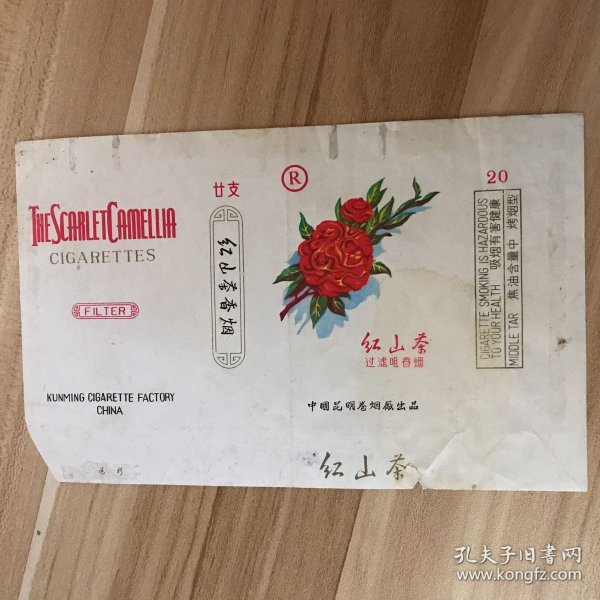 THE SCARLET CAMELLIA
CIGARETTES
FILTER
KUNMING CIGARETTE FACTORY
CHINA
廿支
红山茶香烟
®
红山茶
过滤咀香烟
中國昆明卷烟廠出品
红山茶
20
CIGARETTE SMOKING IS HAZARDOUS
TO YOUR HEALTH 吸烟有害健康
MIDDLE TAR 焦油含量中 烤烟型
孔夫子旧书网
www.kongfz.com